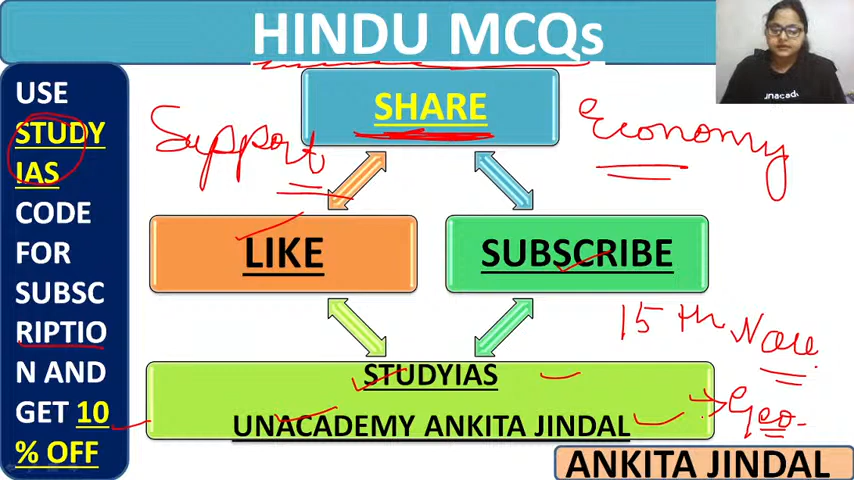 HINDU MCQs
USE
STUDY
IAS
CODE
FOR
SUBSC
RIPTIO
N AND
GET 10
% OFF
SHARE
Support
Economy
LIKE
SUBSCRIBE
15th Nov.
STUDYIAS
UNACADEMY ANKITA JINDAL
Geo.
ANKITA JINDAL
unacade